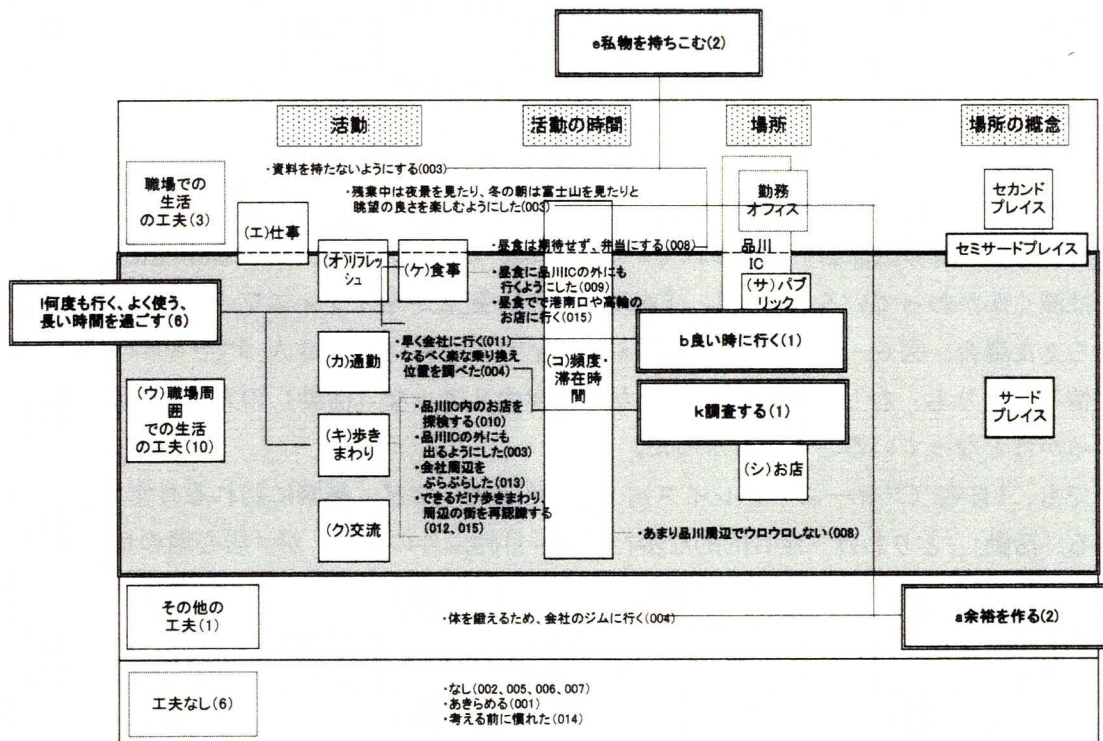 e私物を持ちこむ(2)
活動
活動の時間
場所
場所の概念
職場での
生活
の工夫(3)
・資料を持たないようにする(003)
・残業中は夜景を見たり、冬の朝は富士山を見たりと
眺望の良さを楽しむようにした(003)
勤務
オフィス
セカンド
プレイス
(エ)仕事
(オ)リフレッ
シュ
(ケ)食事
・昼食は期待せず、弁当にする(008)
品川
IC
セミサードプレイス
・昼食に品川ICの外にも
行くようにした(009)
・昼食でで港南口や高輪の
お店に行く(015)
(サ)パブ
リック
l何度も行く、よく使う、
長い時間を過ごす(6)
(カ)通勤
・早く会社に行く(011)
・なるべく楽な乗り換え
位置を調べた(004)
(コ)頻度・
滞在時間
b良い時に行く(1)
k調査する(1)
(ウ)職場周
囲
での生活
の工夫(10)
サード
プレイス
(キ)歩き
まわり
・品川IC内のお店を
探検する(010)
・品川ICの外にも
出るようにした(003)
・会社周辺を
ぶらぶらした(013)
・できるだけ歩きまわり、
周辺の街を再認識する
(012、015)
(シ)お店
(ク)交流
・あまり品川周辺でウロウロしない(008)
その他の
工夫(1)
・体を鍛えるため、会社のジムに行く(004)
a余裕を作る(2)
工夫なし(6)
・なし(002、005、006、007)
・あきらめる(001)
・考える前に慣れた(014)